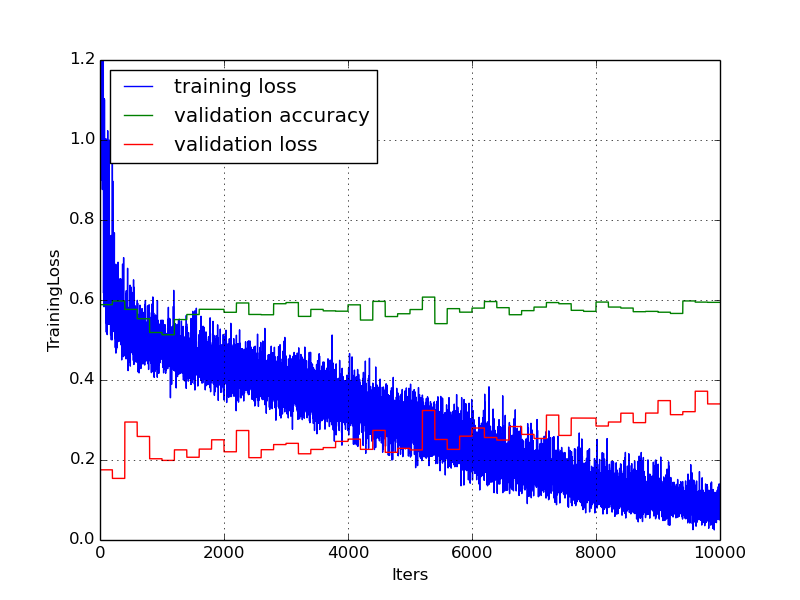 1.2
1.0
0.8
0.6
0.4
0.2
0.0
TrainingLoss
training loss
validation accuracy
validation loss
0 2000 4000 6000 8000 10000
Iters